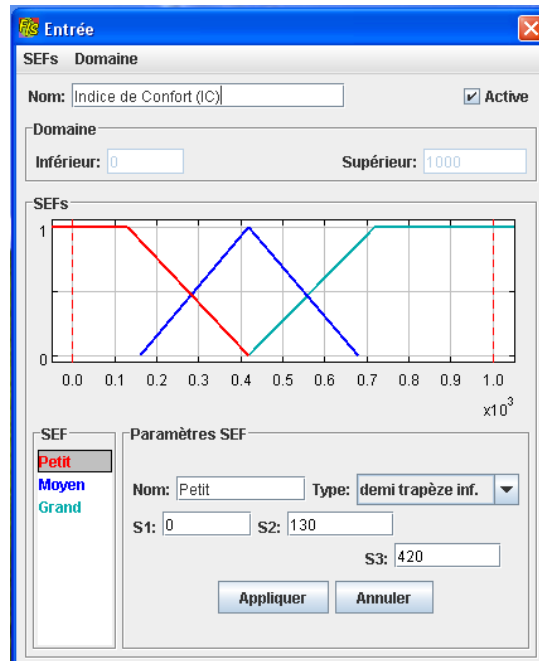 Entrée
SEFs Domaine
Nom: Indice de Confort (IC) Active
Domaine
Inférieur: 0 Supérieur: 1000
SEFs
1
0
0.0 0.1 0.2 0.3 0.4 0.5 0.6 0.7 0.8 0.9 1.0
x10³
SEF Paramètres SEF
Petit
Moyen Nom: Petit Type: demi trapèze inf.
Grand
S1: 0 S2: 130
S3: 420
Appliquer Annuler